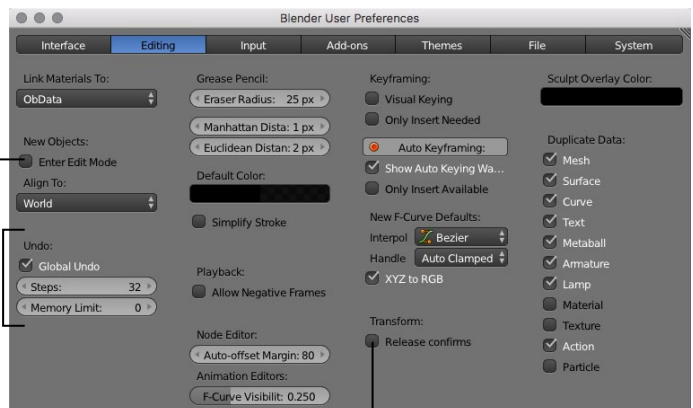 Blender User Preferences
Interface
Editing
Input
Add-ons
Themes
File
System
Link Materials To:
ObData
New Objects:
Enter Edit Mode
Align To:
World
Undo:
Global Undo
Steps: 32
Memory Limit: 0
Grease Pencil:
Eraser Radius: 25 px
Manhattan Dista: 1 px
Euclidean Distan: 2 px
Default Color:
Simplify Stroke
Playback:
Allow Negative Frames
Node Editor:
Auto-offset Margin: 80
Animation Editors:
F-Curve Visibilit: 0.250
Keyframing:
Visual Keying
Only Insert Needed
Auto Keyframing:
Show Auto Keying Wa...
Only Insert Available
New F-Curve Defaults:
Interpol Bezier
Handle Auto Clamped
XYZ to RGB
Transform:
Release confirms
Sculpt Overlay Color:
Duplicate Data:
Mesh
Surface
Curve
Text
Metaball
Armature
Lamp
Material
Texture
Action
Particle